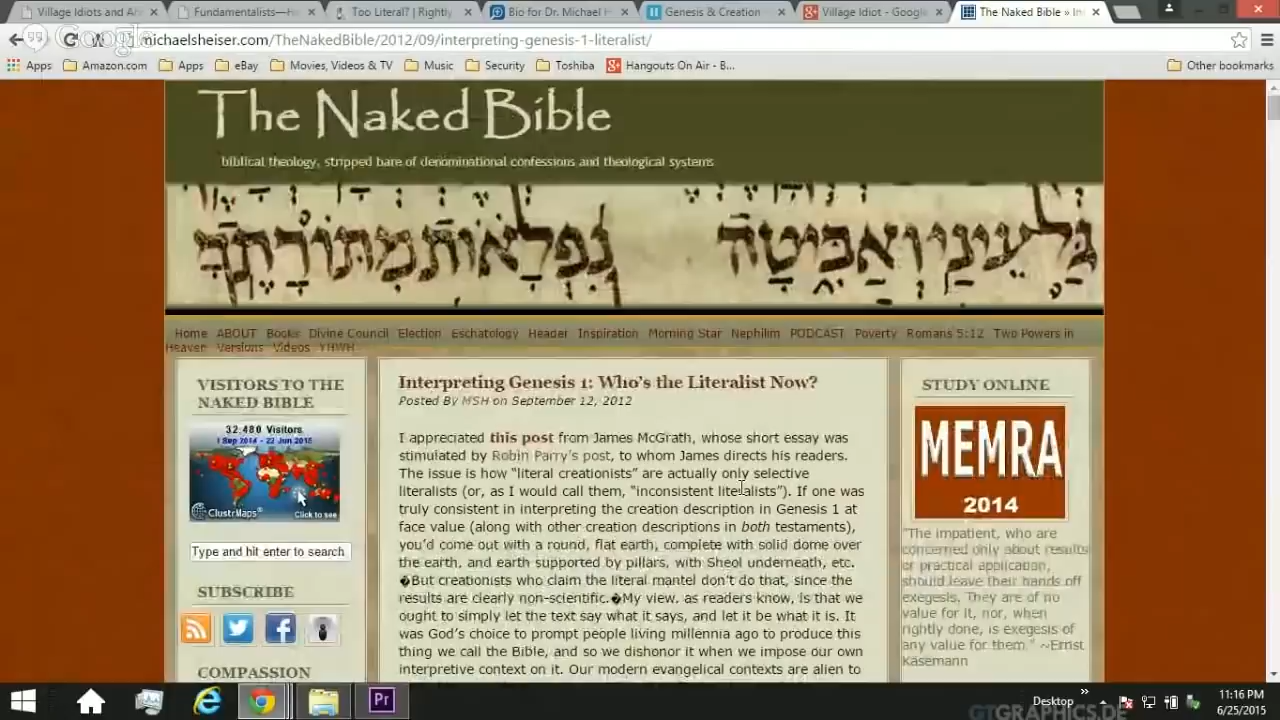 Village Idiots and A
Fundamentalists—H
Too Literal? | Rightly
Bio for Dr. Michael H
Genesis & Creation
Village Idiot - Google
The Naked Bible » In
Google
michaelsheiser.com/TheNakedBible/2012/09/interpreting-genesis-1-literalist/
Apps
Amazon.com
Apps
eBay
Movies, Videos & TV
Music
Security
Toshiba
Hangouts On Air - B...
Other bookmarks
The Naked Bible
biblical theology, stripped bare of denominational confessions and theological systems
גַּל־עֵינַי וְאַבִּיטָה נִפְלָאוֹת מִתּוֹרָתֶךָ
Home ABOUT Books Divine Council Election Eschatology Header Inspiration Morning Star Nephilim PODCAST Poverty Romans 5:12 Two Powers in
Heaven Versions Videos YHWH
VISITORS TO THE
NAKED BIBLE
32,480 Visitors
1 Sep 2014 - 22 Jun 2015
ClustrMaps® Click to see
Type and hit enter to search
SUBSCRIBE
COMPASSION
Interpreting Genesis 1: Who's the Literalist Now?
Posted By MSH on September 12, 2012
I appreciated this post from James McGrath, whose short essay was
stimulated by Robin Parry's post, to whom James directs his readers.
The issue is how “literal creationists” are actually only selective
literalists (or, as I would call them, “inconsistent literalists”). If one was
truly consistent in interpreting the creation description in Genesis 1 at
face value (along with other creation descriptions in both testaments),
you'd come out with a round, flat earth, complete with solid dome over
the earth, and earth supported by pillars, with Sheol underneath, etc.
�But creationists who claim the literal mantel don't do that, since the
results are clearly non-scientific.�My view, as readers know, is that we
ought to simply let the text say what it says, and let it be what it is. It
was God's choice to prompt people living millennia ago to produce this
thing we call the Bible, and so we dishonor it when we impose our own
interpretive context on it. Our modern evangelical contexts are alien to
STUDY ONLINE
MEMRA
2014
"The impatient, who are
concerned only about results
or practical application,
should leave their hands off
exegesis. They are of no
value for it, nor, when
rightly done, is exegesis of
any value for them." ~Ernst
Kasemann
Pr
Desktop
11:16 PM
6/25/2015
GTGRAPHICS.DE